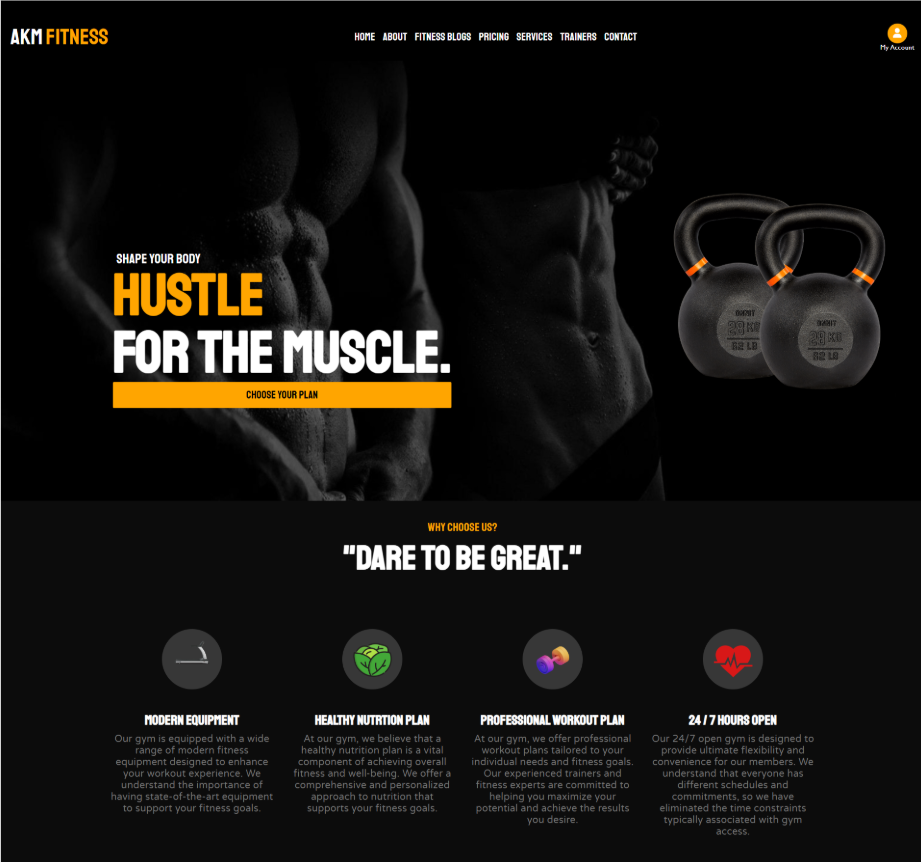 AKM FITNESS
HOME ABOUT FITNESS BLOGS PRICING SERVICES TRAINERS CONTACT
My Account
SHAPE YOUR BODY
HUSTLE
FOR THE MUSCLE.
CHOOSE YOUR PLAN
28 KG
62 LB
28 KG
62 LB
WHY CHOOSE US?
"DARE TO BE GREAT."
MODERN EQUIPMENT
Our gym is equipped with a wide
range of modern fitness
equipment designed to enhance
your workout experience. We
understand the importance of
having state-of-the-art equipment
to support your fitness goals.
HEALTHY NUTRTION PLAN
At our gym, we believe that a
healthy nutrition plan is a vital
component of achieving overall
fitness and well-being. We offer a
comprehensive and personalized
approach to nutrition that
supports your fitness goals.
PROFESSIONAL WORKOUT PLAN
At our gym, we offer professional
workout plans tailored to your
individual needs and fitness goals.
Our experienced trainers and
fitness experts are committed to
helping you maximize your
potential and achieve the results
you desire.
24 / 7 HOURS OPEN
Our 24/7 open gym is designed to
provide ultimate flexibility and
convenience for our members. We
understand that everyone has
different schedules and
commitments, so we have
eliminated the time constraints
typically associated with gym
access.